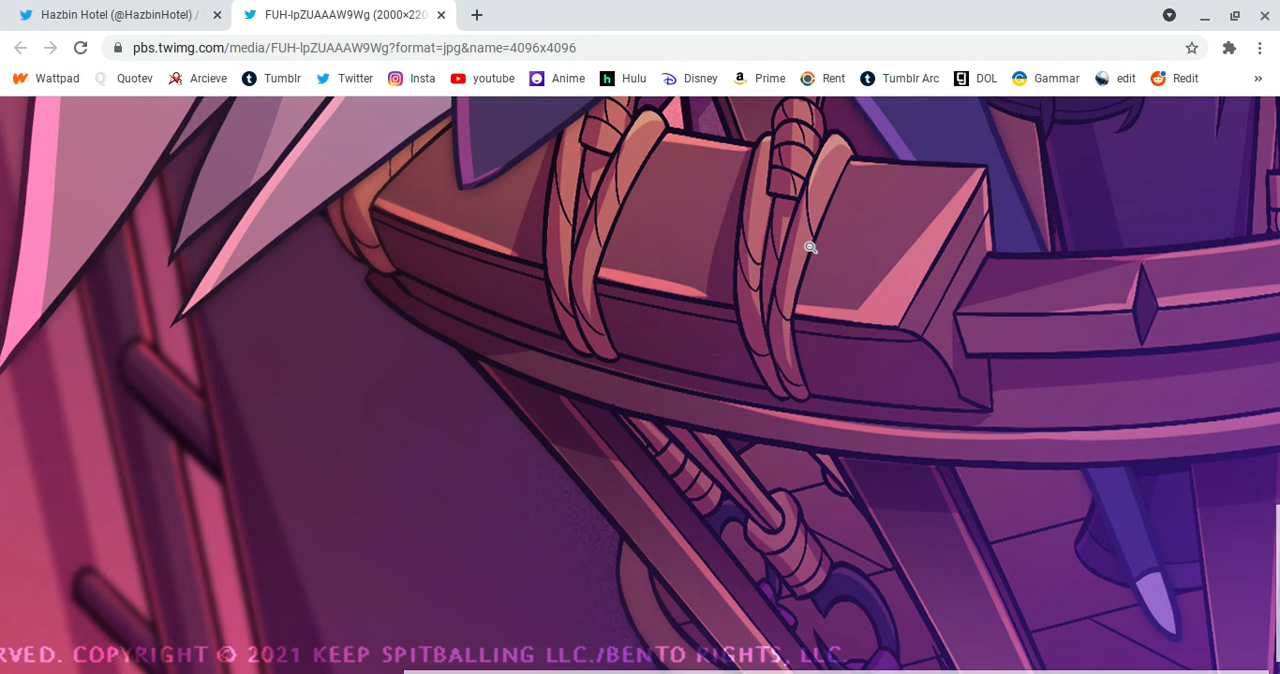 Hazbin Hotel (@HazbinHotel) /
FUH-lpZUAAAW9Wg (2000×220
pbs.twimg.com/media/FUH-lpZUAAAW9Wg?format=jpg&name=4096x4096
Wattpad Quotev Arcieve Tumblr Twitter Insta youtube Anime Hulu Disney Prime Rent Tumblr Arc DOL Gammar edit Redit »
RVED. COPYRIGHT © 2021 KEEP SPITBALLING LLC./BENTO RIGHTS, LLC.